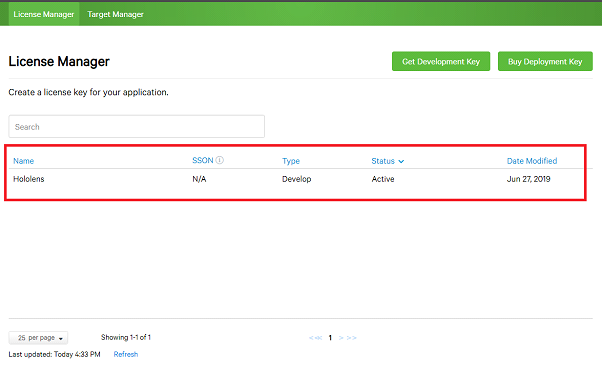 License Manager Target Manager
License Manager Get Development Key Buy Deployment Key
Create a license key for your application.
Search
Name SSON Type Status Date Modified
Hololens N/A Develop Active Jun 27, 2019
25 per page Showing 1-1 of 1 <≪ 1 > >>
Last updated: Today 4:33 PM Refresh